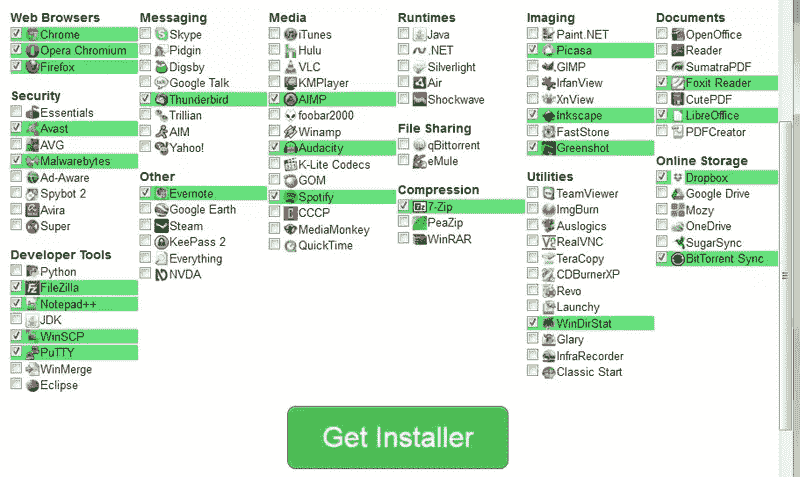 Web Browsers
Chrome
Opera Chromium
Firefox
Security
Essentials
Avast
AVG
Malwarebytes
Ad-Aware
Spybot 2
Avira
Super
Developer Tools
Python
FileZilla
Notepad++
JDK
WinSCP
PuTTY
WinMerge
Eclipse
Messaging
Skype
Pidgin
Digsby
Google Talk
Thunderbird
Trillian
AIM
Yahoo!
Other
Evernote
Google Earth
Steam
KeePass 2
Everything
NVDA
Media
iTunes
Hulu
VLC
KMPlayer
AIMP
foobar2000
Winamp
Audacity
K-Lite Codecs
GOM
Spotify
CCCP
MediaMonkey
QuickTime
Runtimes
Java
.NET
Silverlight
Air
Shockwave
File Sharing
qBittorrent
eMule
Compression
7-Zip
PeaZip
WinRAR
Imaging
Paint.NET
Picasa
GIMP
IrfanView
XnView
Inkscape
FastStone
Greenshot
Utilities
TeamViewer
ImgBurn
Auslogics
RealVNC
TeraCopy
CDBurnerXP
Revo
Launchy
WinDirStat
Glary
InfraRecorder
Classic Start
Documents
OpenOffice
Reader
SumatraPDF
Foxit Reader
CutePDF
LibreOffice
PDFCreator
Online Storage
Dropbox
Google Drive
Mozy
OneDrive
SugarSync
BitTorrent Sync
Get Installer